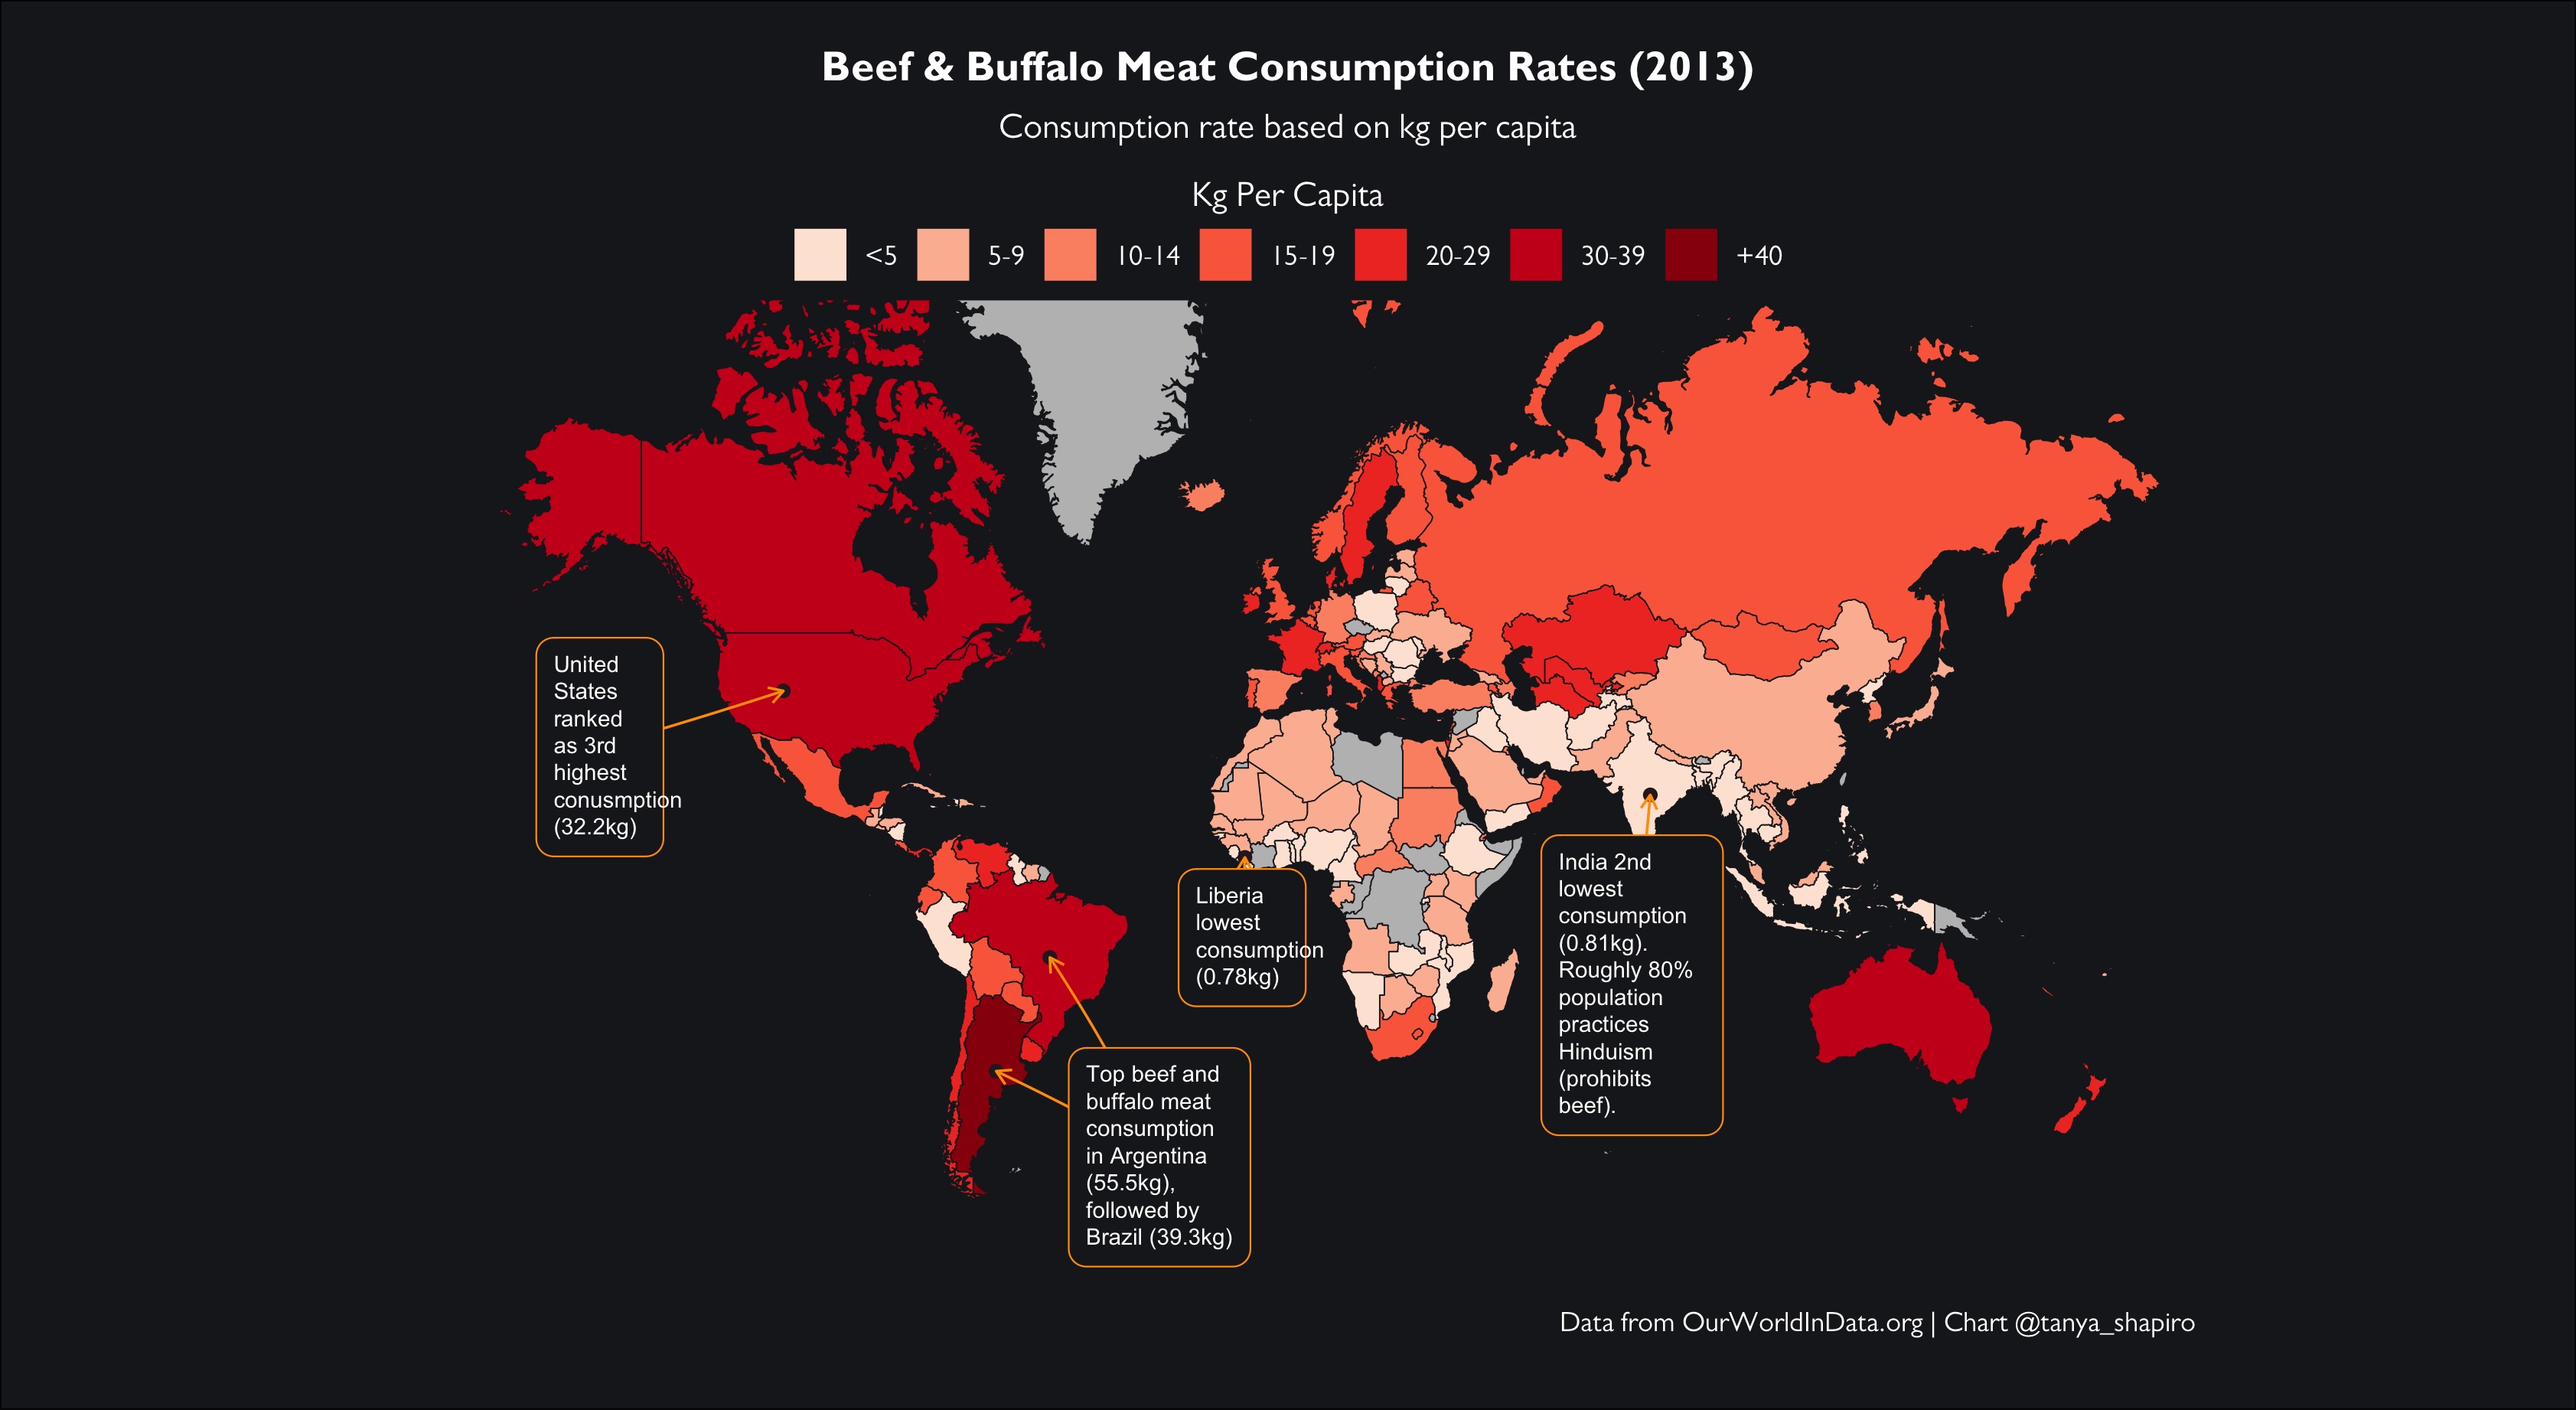 Beef & Buffalo Meat Consumption Rates (2013)
Consumption rate based on kg per capita
Kg Per Capita
<5 5-9 10-14 15-19 20-29 30-39 +40
United
States
ranked
as 3rd
highest
conusmption
(32.2kg)
Liberia
lowest
consumption
(0.78kg)
India 2nd
lowest
consumption
(0.81kg).
Roughly 80%
population
practices
Hinduism
(prohibits
beef).
Top beef and
buffalo meat
consumption
in Argentina
(55.5kg),
followed by
Brazil (39.3kg)
Data from OurWorldInData.org | Chart @tanya_shapiro